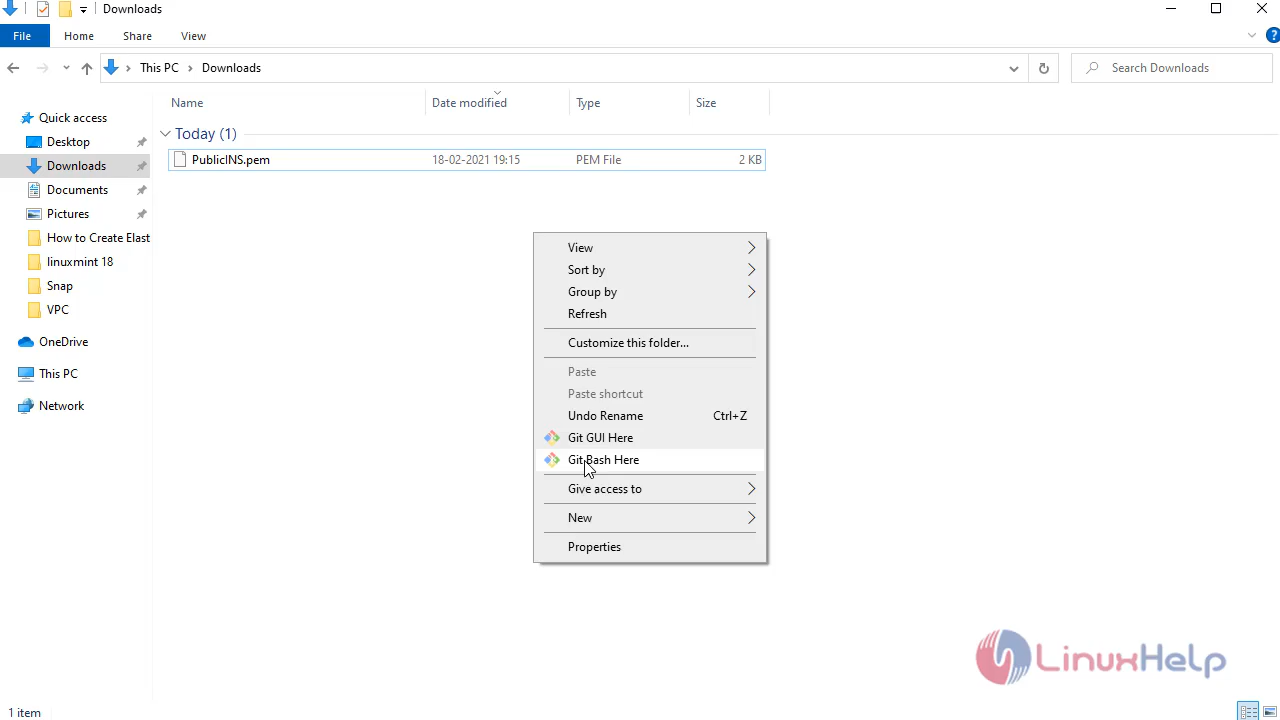 Downloads
File Home Share View
This PC Downloads
Search Downloads
Name Date modified Type Size
Quick access
Desktop
Downloads
Documents
Pictures
How to Create Elast
linuxmint 18
Snap
VPC
OneDrive
This PC
Network
Today (1)
PublicINS.pem 18-02-2021 19:15 PEM File 2 KB
View
Sort by
Group by
Refresh
Customize this folder...
Paste
Paste shortcut
Undo Rename Ctrl+Z
Git GUI Here
Git Bash Here
Give access to
New
Properties
LinuxHelp
1 item